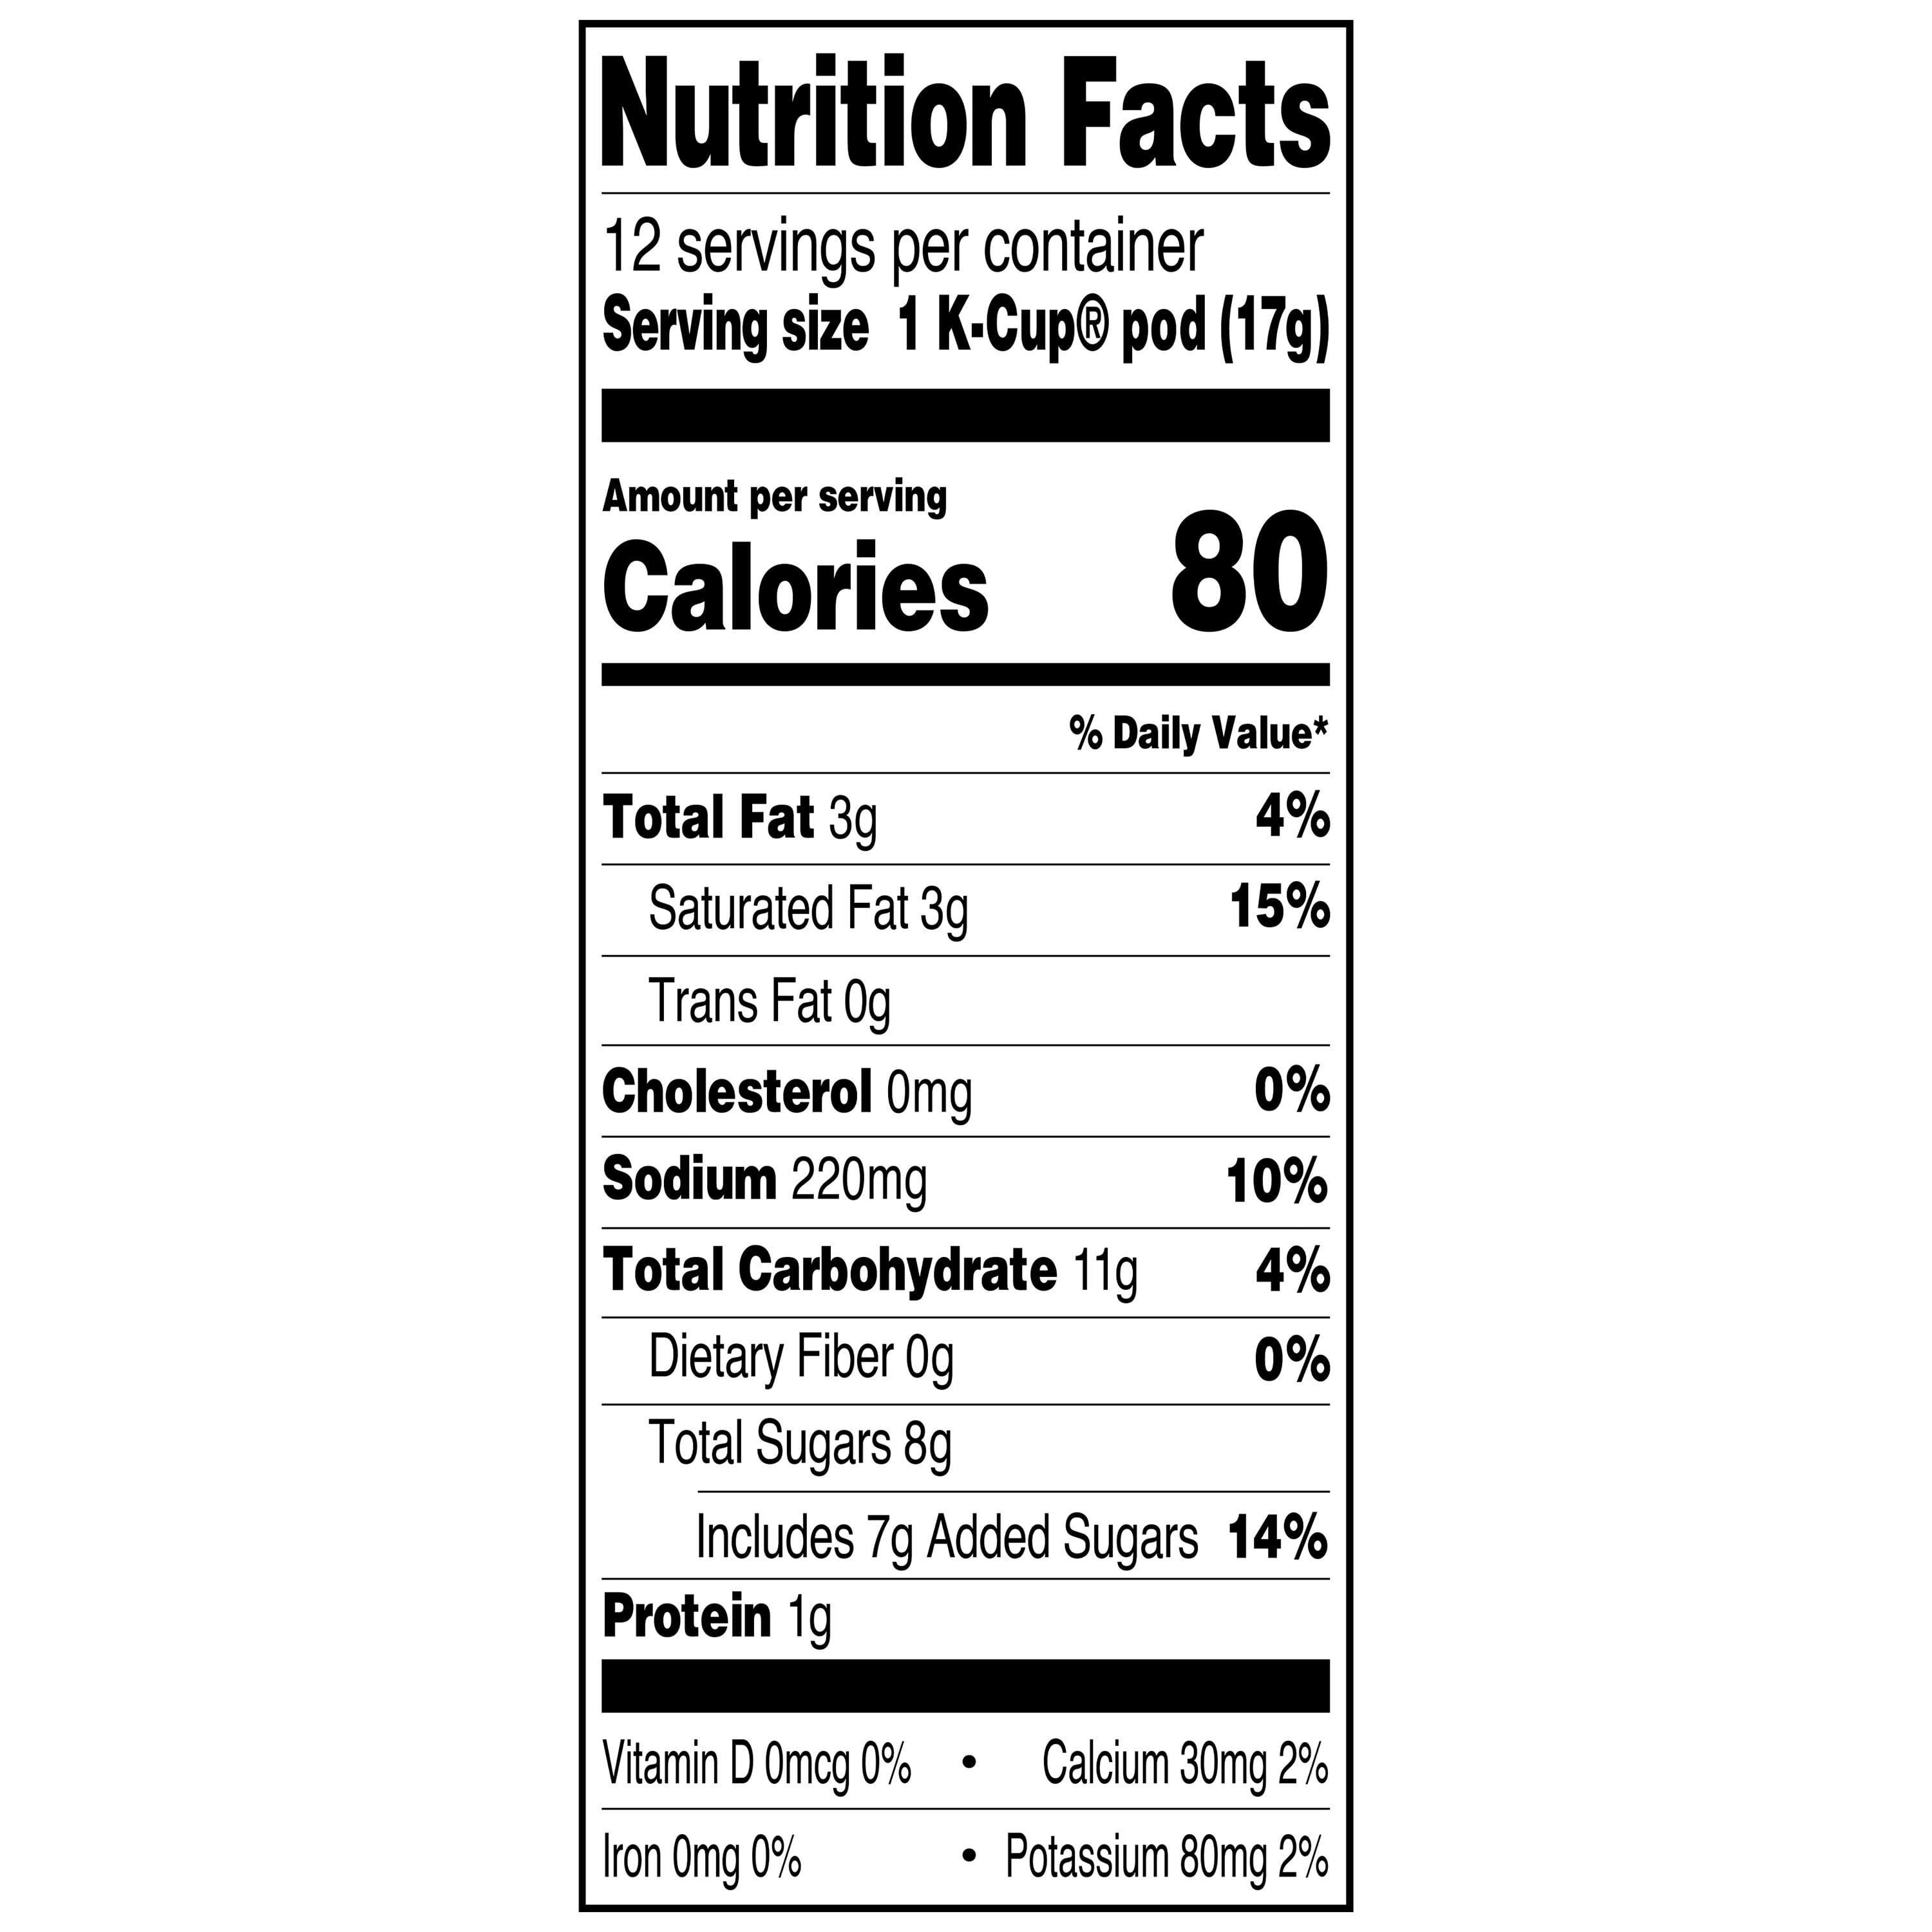 Nutrition Facts
12 servings per container
Serving size 1 K-Cup® pod (17g)
Amount per serving
Calories 80
% Daily Value*
Total Fat 3g 4%
Saturated Fat 3g 15%
Trans Fat 0g
Cholesterol 0mg 0%
Sodium 220mg 10%
Total Carbohydrate 11g 4%
Dietary Fiber 0g 0%
Total Sugars 8g
Includes 7g Added Sugars 14%
Protein 1g
Vitamin D 0mcg 0% • Calcium 30mg 2%
Iron 0mg 0% • Potassium 80mg 2%